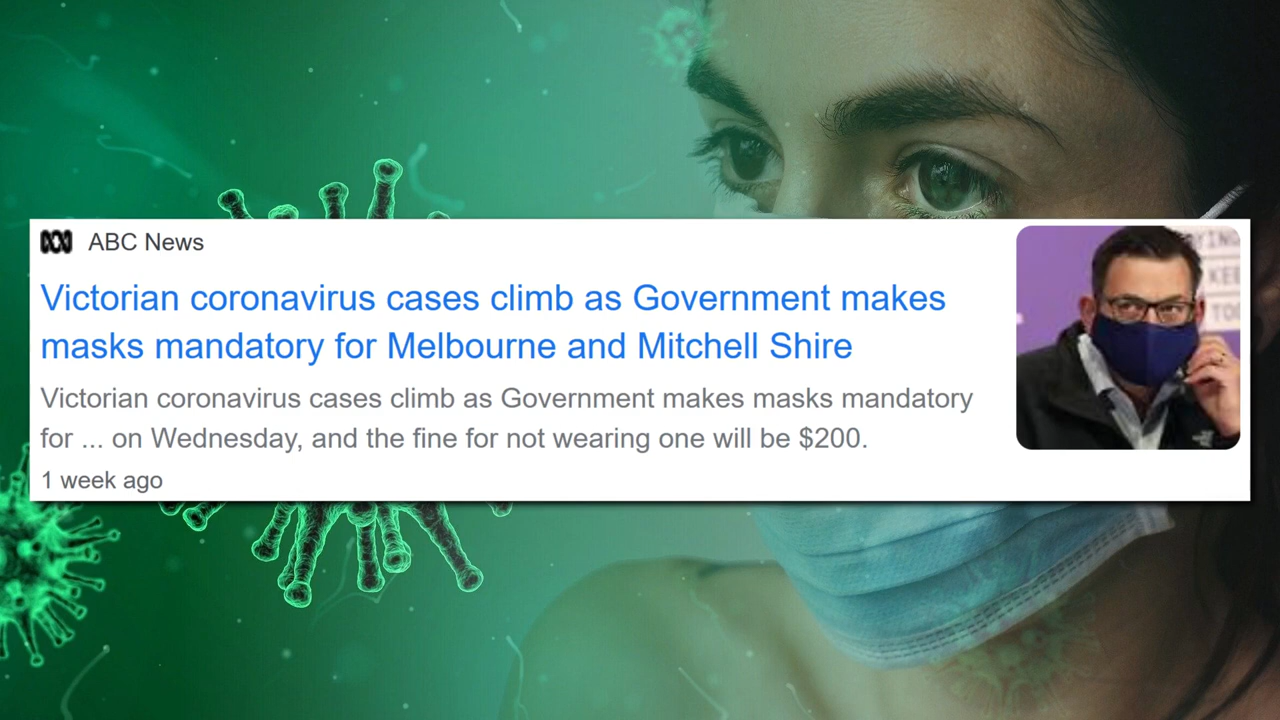 ABC News
Victorian coronavirus cases climb as Government makes
masks mandatory for Melbourne and Mitchell Shire
Victorian coronavirus cases climb as Government makes masks mandatory
for ... on Wednesday, and the fine for not wearing one will be $200.
1 week ago